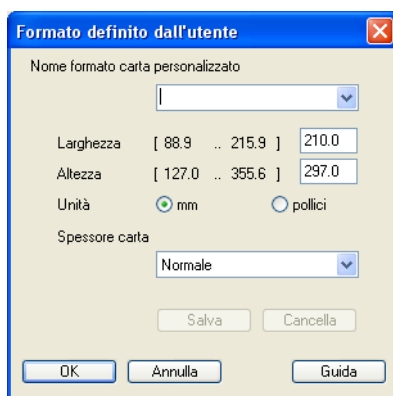 Formato definito dall'utente
Nome formato carta personalizzato
Larghezza [ 88.9 .. 215.9 ] 210.0
Altezza [ 127.0 .. 355.6 ] 297.0
Unità mm pollici
Spessore carta
Normale
Salva Cancella
OK Annulla Guida